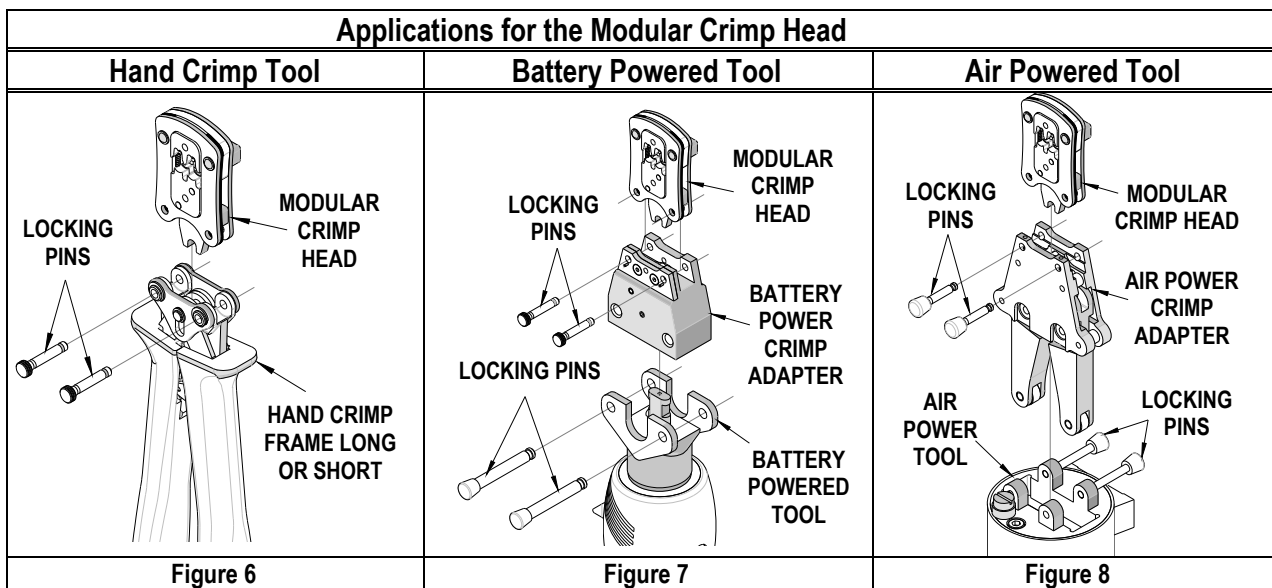 Applications for the Modular Crimp Head
Hand Crimp Tool
Battery Powered Tool
Air Powered Tool
LOCKING
PINS
MODULAR
CRIMP
HEAD
HAND CRIMP
FRAME LONG
OR SHORT
LOCKING
PINS
MODULAR
CRIMP
HEAD
BATTERY
POWER
CRIMP
ADAPTER
LOCKING PINS
BATTERY
POWERED
TOOL
LOCKING
PINS
MODULAR
CRIMP HEAD
AIR POWER
CRIMP
ADAPTER
AIR
POWER
TOOL
LOCKING
PINS
Figure 6
Figure 7
Figure 8